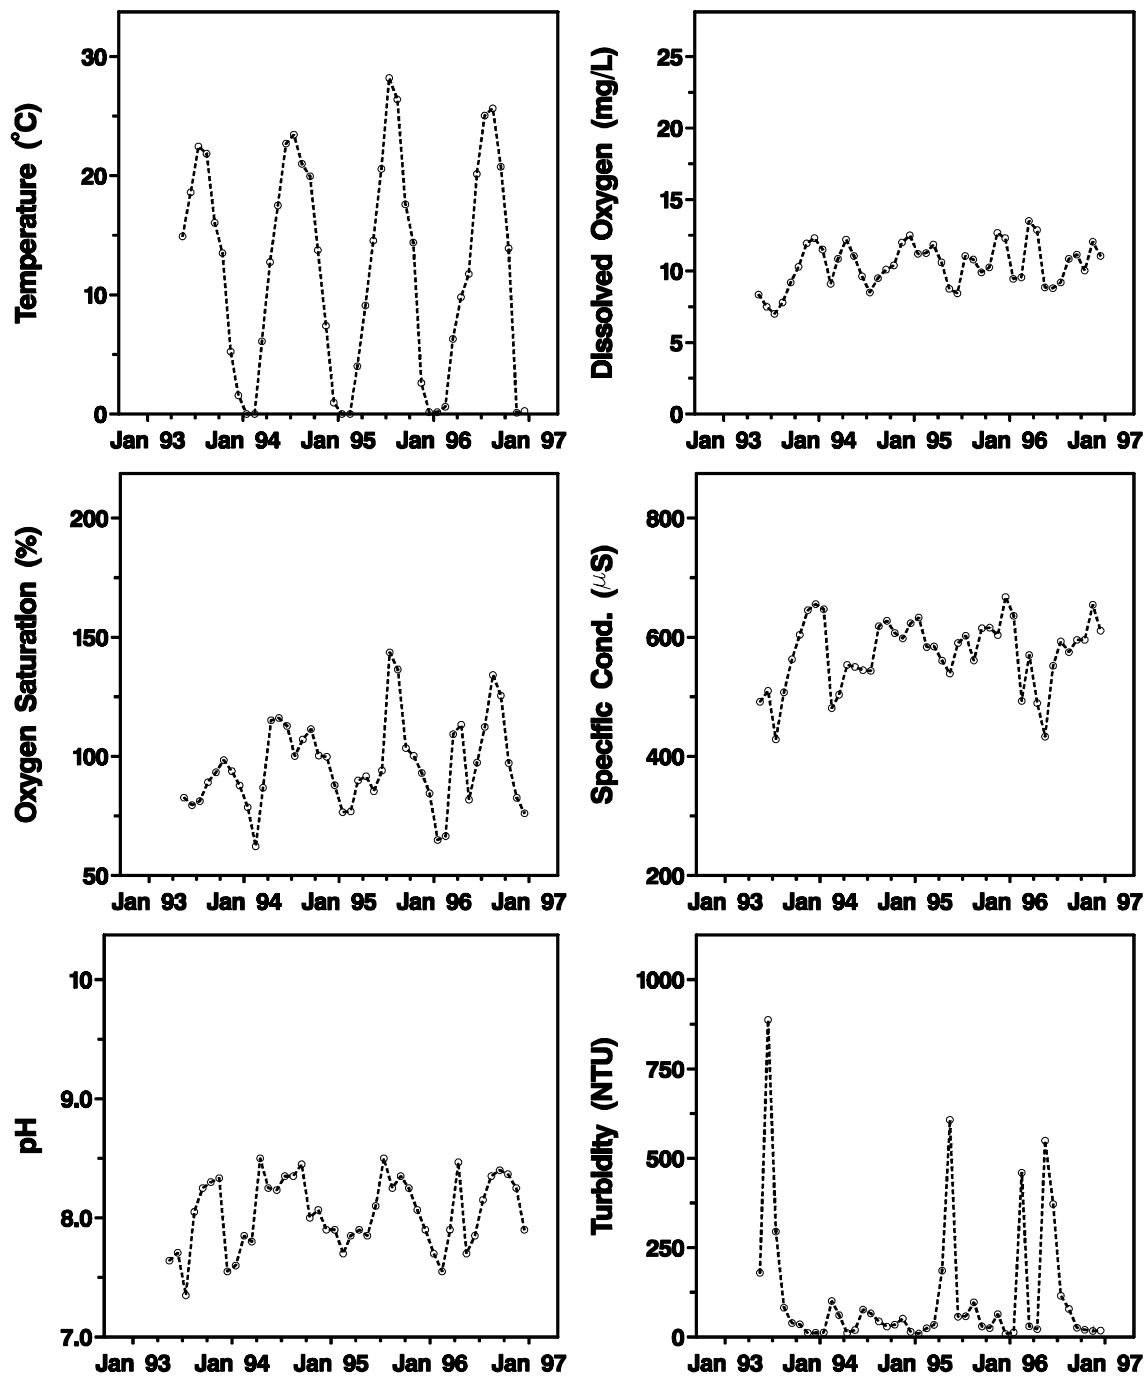 Temperature (°C)
30
20
10
0
Jan 93 Jan 94 Jan 95 Jan 96 Jan 97
Dissolved Oxygen (mg/L)
25
20
15
10
5
0
Jan 93 Jan 94 Jan 95 Jan 96 Jan 97
Oxygen Saturation (%)
200
150
100
50
Jan 93 Jan 94 Jan 95 Jan 96 Jan 97
Specific Cond. (μS)
800
600
400
200
Jan 93 Jan 94 Jan 95 Jan 96 Jan 97
pH
10
9.0
8.0
7.0
Jan 93 Jan 94 Jan 95 Jan 96 Jan 97
Turbidity (NTU)
1000
750
500
250
0
Jan 93 Jan 94 Jan 95 Jan 96 Jan 97